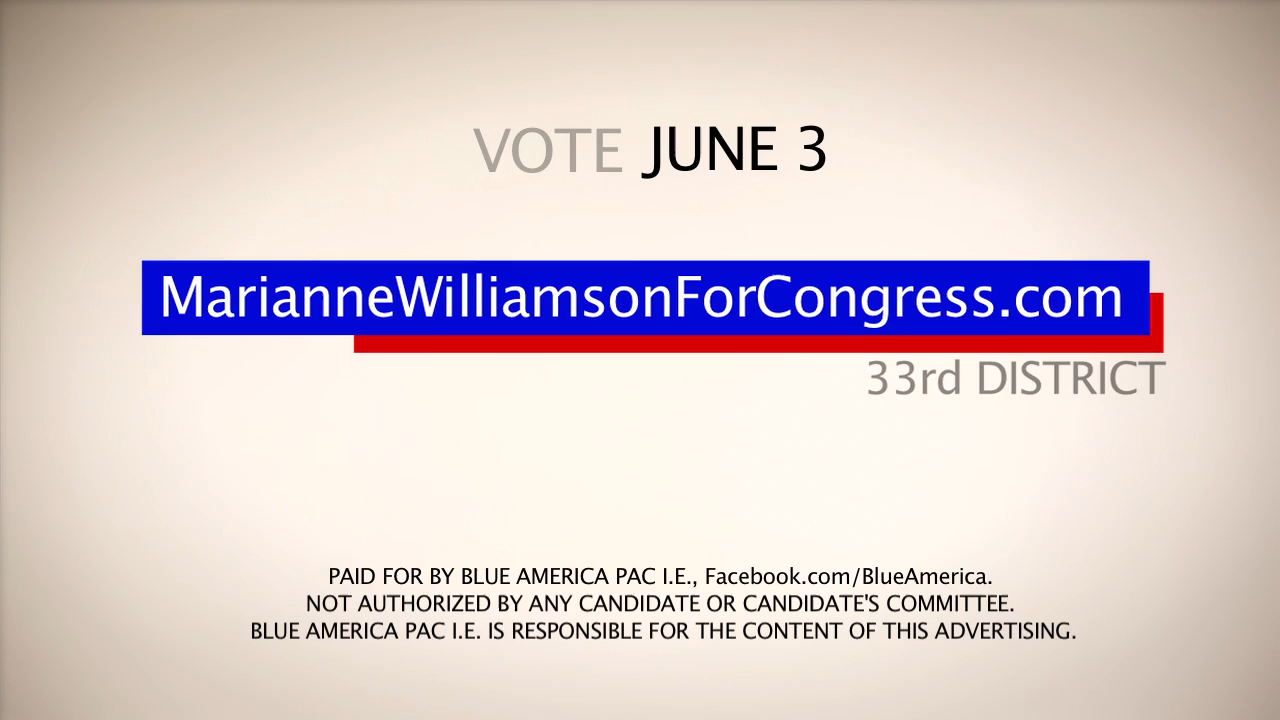 VOTE JUNE 3
MarianneWilliamsonForCongress.com
33rd DISTRICT
PAID FOR BY BLUE AMERICA PAC I.E., Facebook.com/BlueAmerica.
NOT AUTHORIZED BY ANY CANDIDATE OR CANDIDATE'S COMMITTEE.
BLUE AMERICA PAC I.E. IS RESPONSIBLE FOR THE CONTENT OF THIS ADVERTISING.